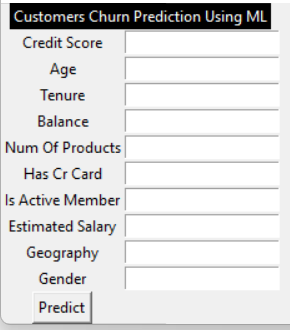 Customers Churn Prediction Using ML
Credit Score
Age
Tenure
Balance
Num Of Products
Has Cr Card
Is Active Member
Estimated Salary
Geography
Gender
Predict